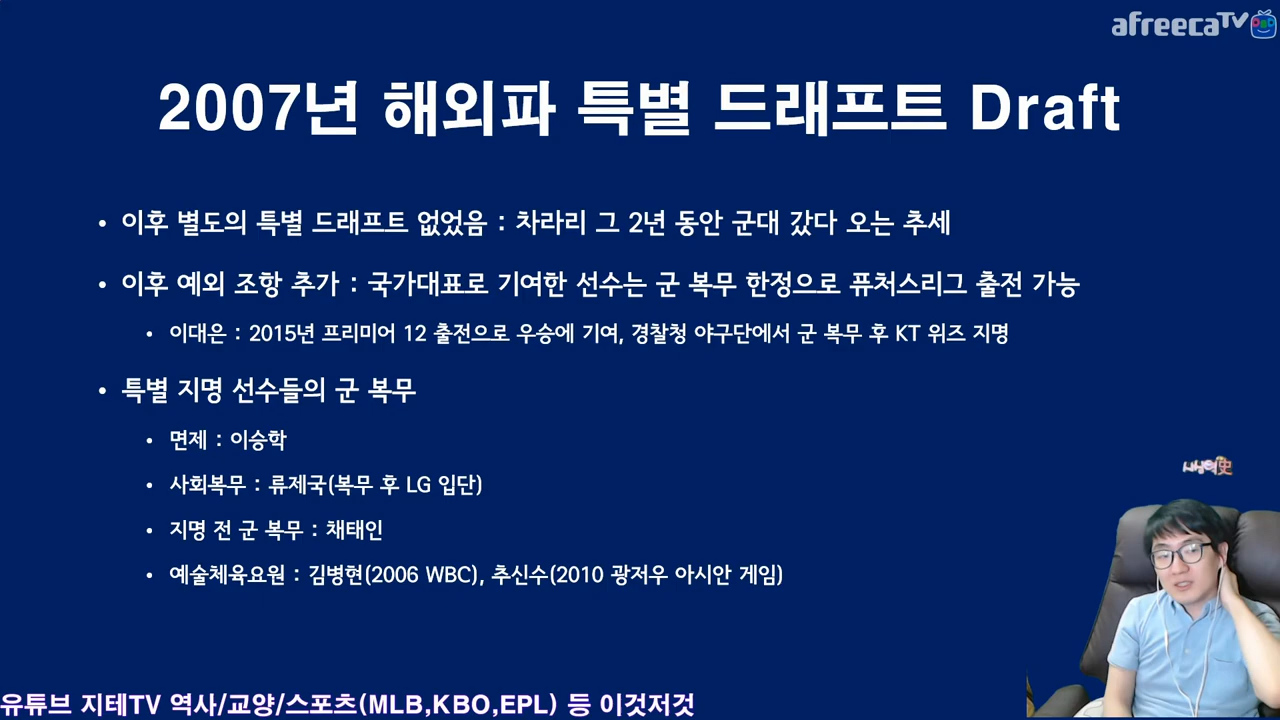 afreecaTV
2007년 해외파 특별 드래프트 Draft
• 이후 별도의 특별 드래프트 없었음 : 차라리 그 2년 동안 군대 갔다 오는 추세
• 이후 예외 조항 추가 : 국가대표로 기여한 선수는 군 복무 한정으로 퓨처스리그 출전 가능
• 이대은 : 2015년 프리미어 12 출전으로 우승에 기여, 경찰청 야구단에서 군 복무 후 KT 위즈 지명
• 특별 지명 선수들의 군 복무
• 면제 : 이승학
• 사회복무 : 류제국(복무 후 LG 입단)
• 지명 전 군 복무 : 채태인
• 예술체육요원 : 김병현(2006 WBC), 추신수(2010 광저우 아시안 게임)
유튜브 지테TV 역사/교양/스포츠(MLB,KBO,EPL) 등 이것저것